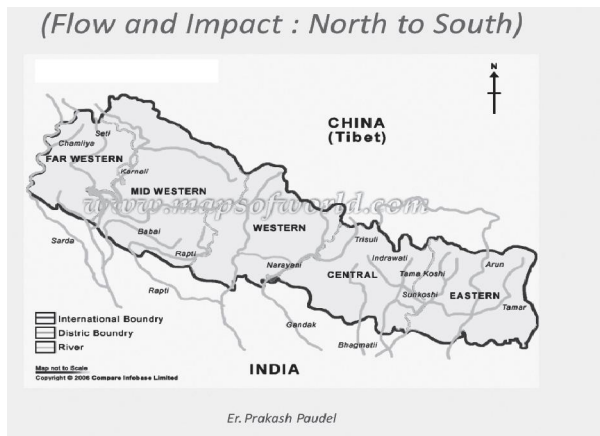 (Flow and Impact : North to South)
N
CHINA
(Tibet)
Seti
Chamliya
FAR WESTERN
Karnali
MID WESTERN
www.mapsofworld.com
WESTERN
Babai
Sarda
Trisuli
Rapti
Indrawati
Narayani
Arun
CENTRAL
Tama Koshi
Rapti
Sunkoshi
EASTERN
Tamar
International Boundry
Gandak
Distric Boundry
River
Bhagmatii
Map not to Scale
INDIA
Copyright © 2006 Compare Infobase Limited
Er. Prakash Paudel